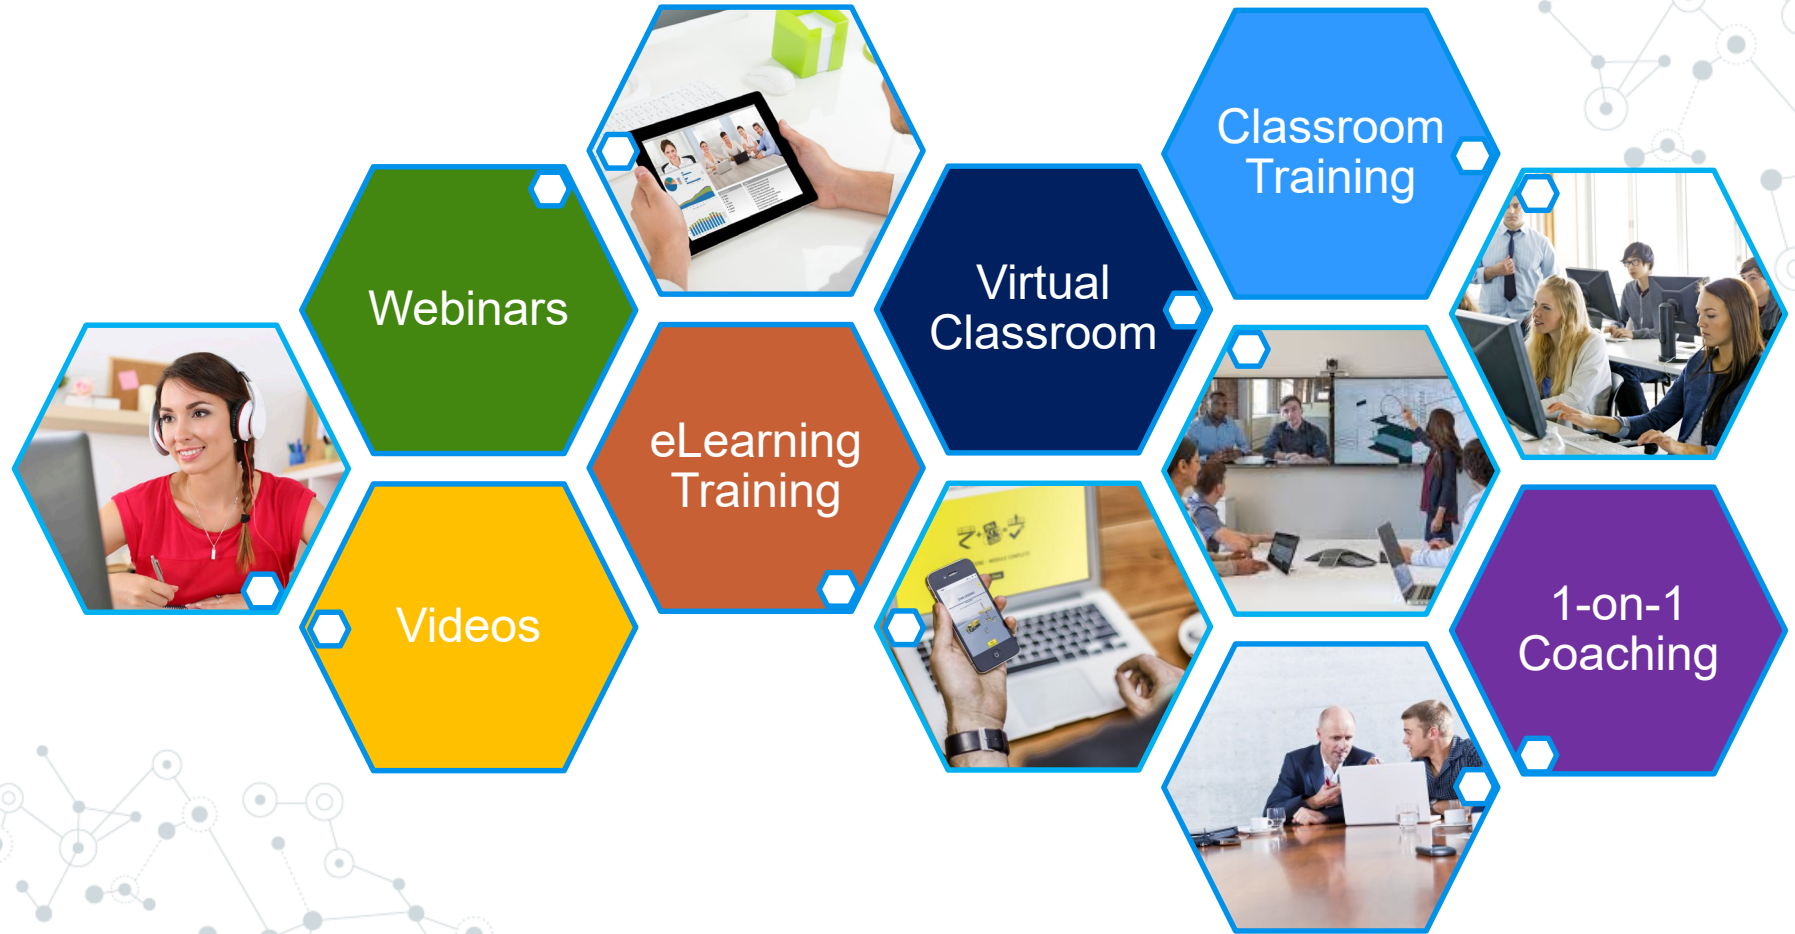 Webinars
Videos
eLearning
Training
Virtual
Classroom
Classroom
Training
1-on-1
Coaching